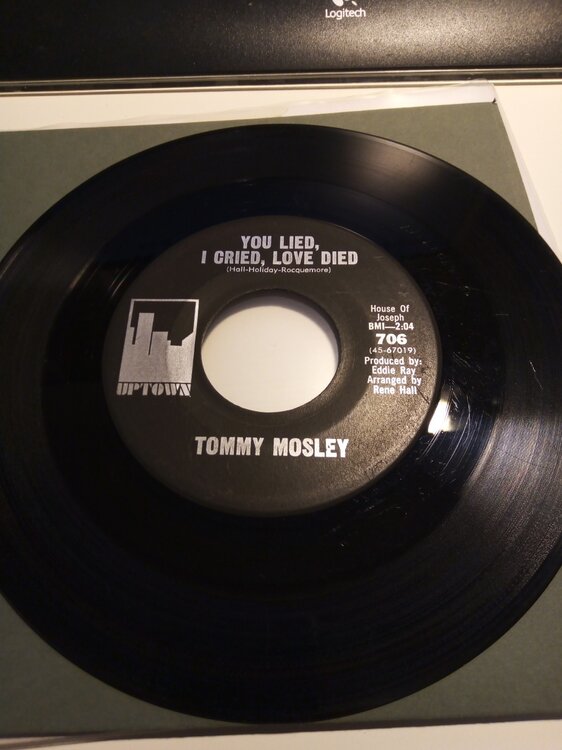 Logitech
YOU LIED,
I CRIED, LOVE DIED
(Hall-Holiday-Rocquemore)
House Of
Joseph
BMI—2:04
706
(45-67019)
Produced by:
Eddie Ray
Arranged by
Rene Hall
UPTOWN
TOMMY MOSLEY